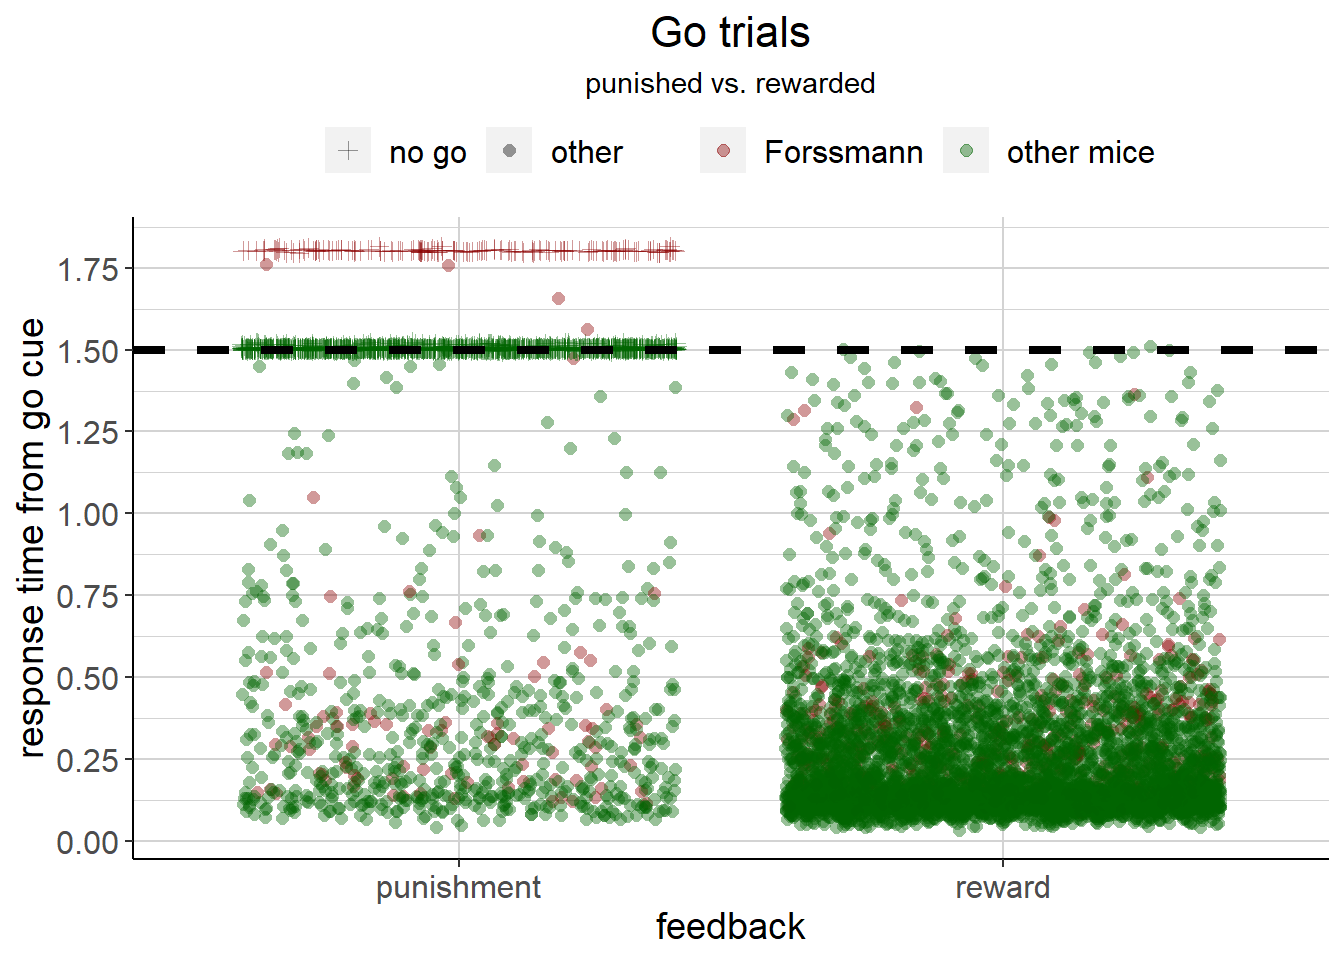 Go trials
punished vs. rewarded
no go other Forssmann other mice
response time from go cue
1.75
1.50
1.25
1.00
0.75
0.50
0.25
0.00
punishment reward
feedback